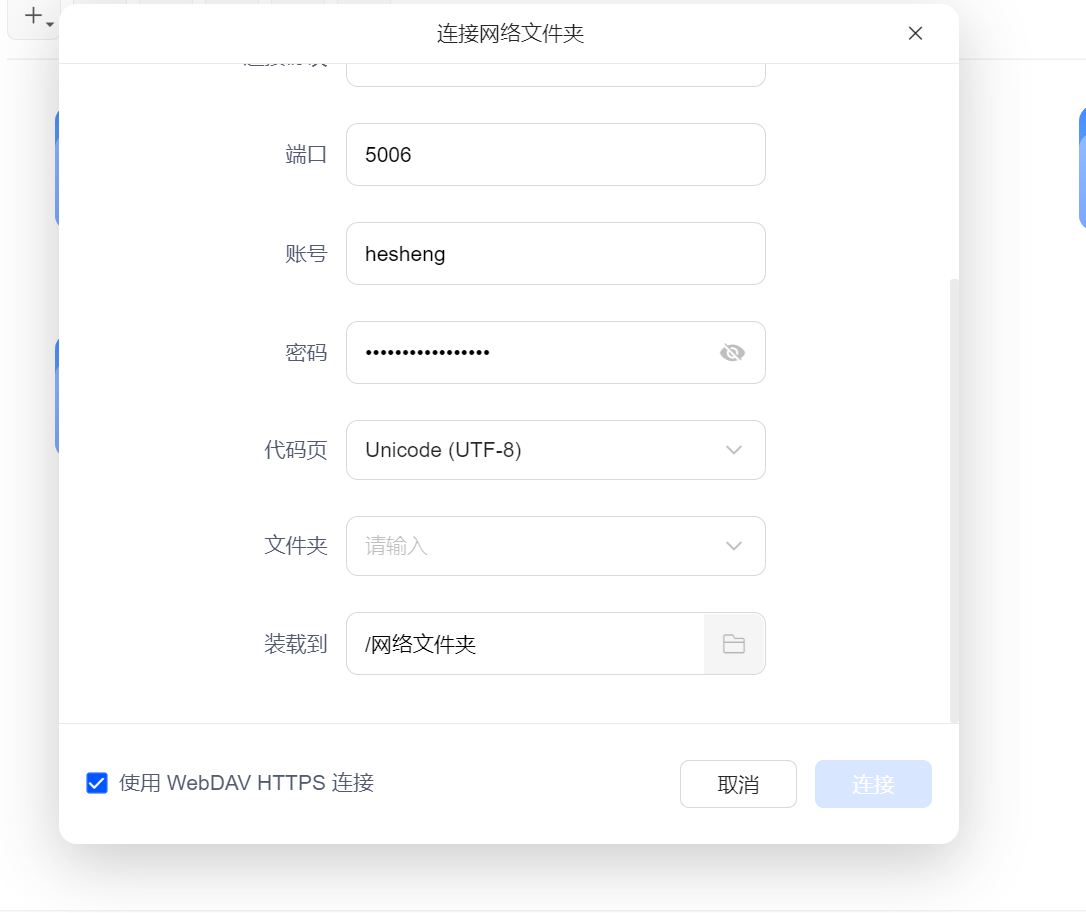 连接网络文件夹
端口
5006
账号
hesheng
密码
•••••••••••••••••
代码页
Unicode (UTF-8)
文件夹
请输入
装载到
/网络文件夹
使用 WebDAV HTTPS 连接
取消
连接